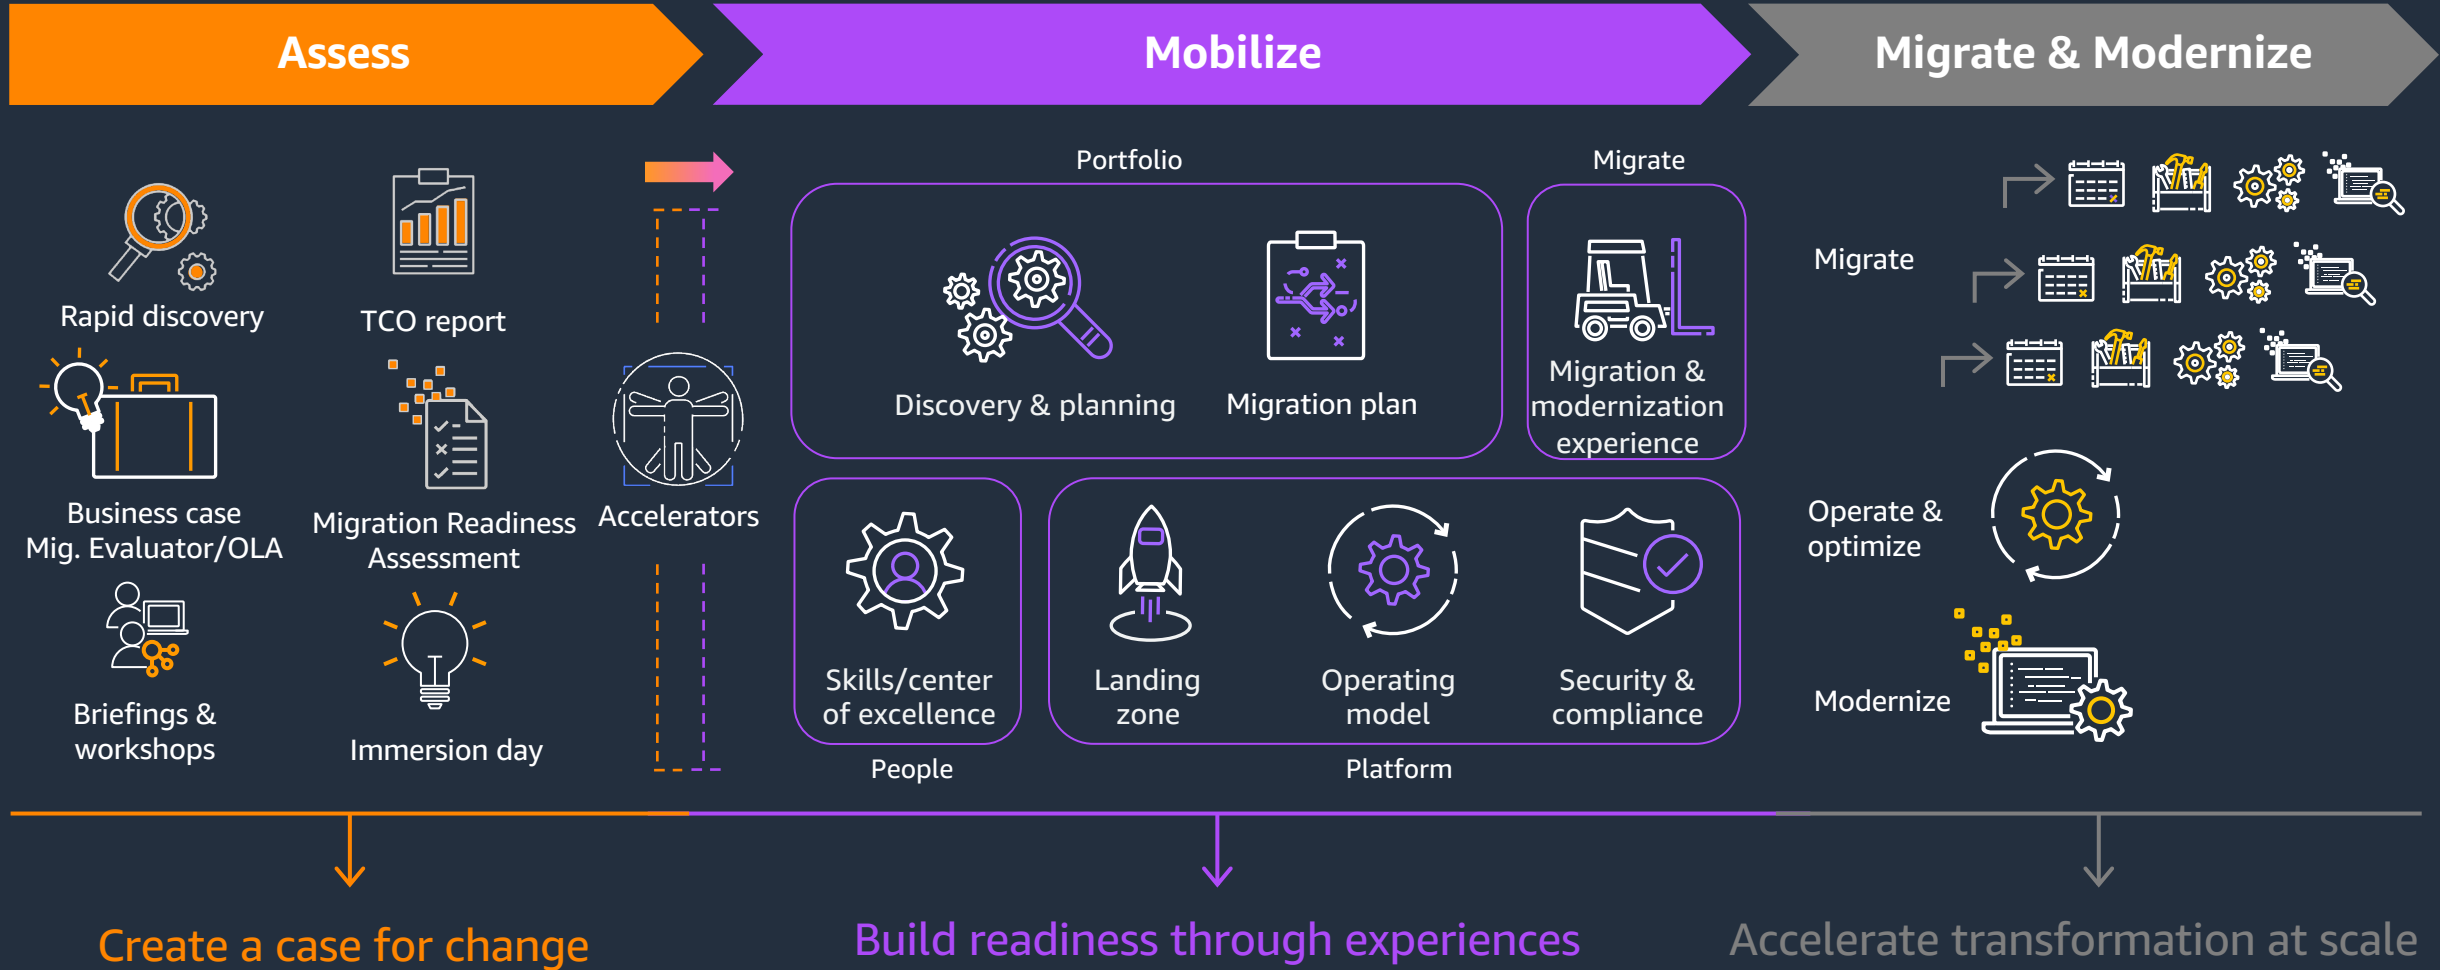 Assess
Mobilize
Migrate & Modernize
Rapid discovery
TCO report
Business case
Mig. Evaluator/OLA
Migration Readiness
Assessment
Briefings &
workshops
Immersion day
Accelerators
Portfolio
Discovery & planning
Migration plan
Migrate
Migration &
modernization
experience
Skills/center
of excellence
People
Landing
zone
Operating
model
Security &
compliance
Platform
Migrate
Operate &
optimize
Modernize
Create a case for change
Build readiness through experiences
Accelerate transformation at scale